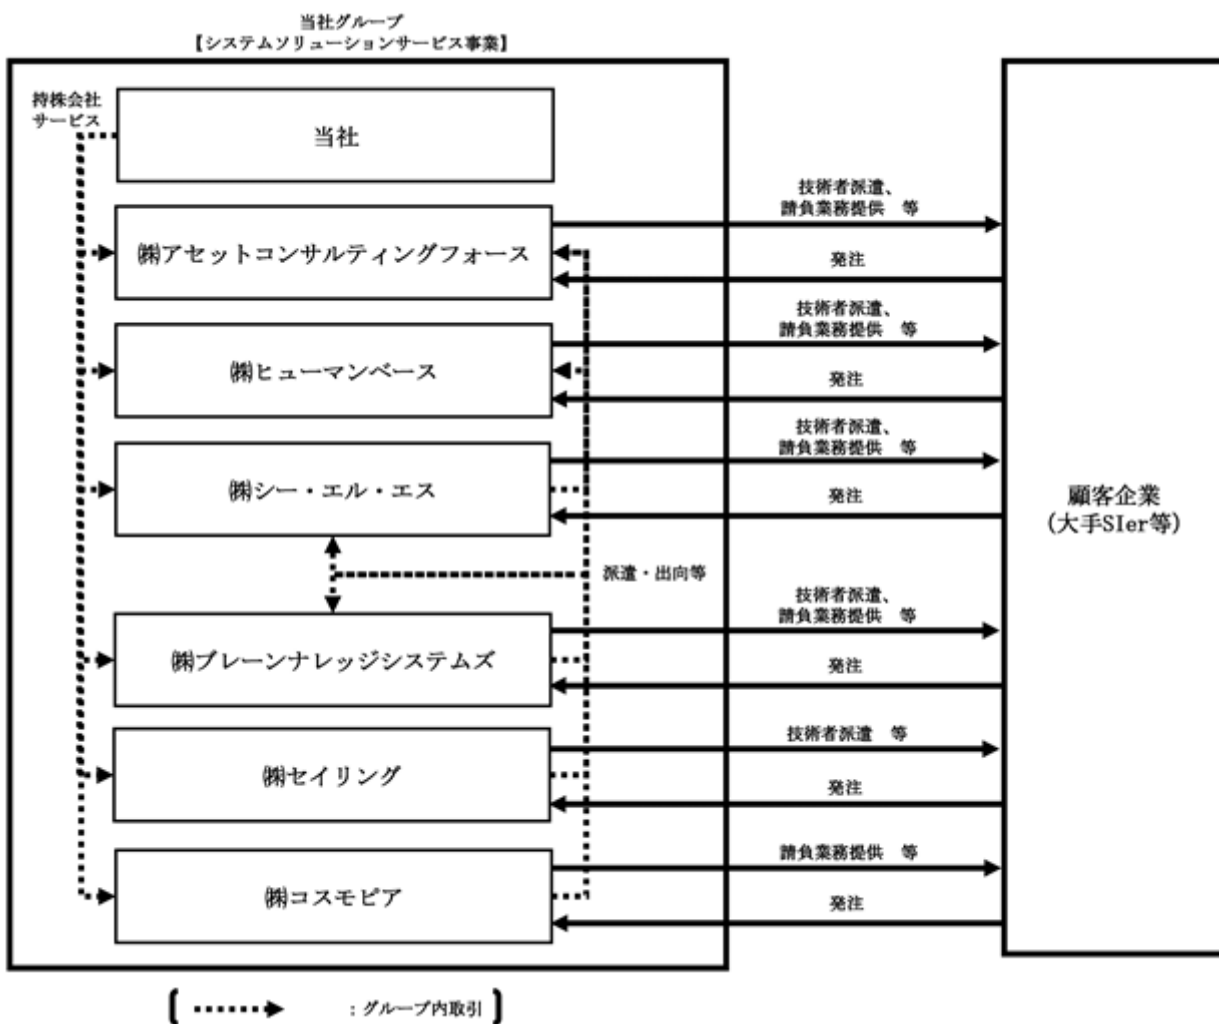 当社グループ
【システムソリューションサービス事業】
持株会社
サービス
当社
技術者派遣、
請負業務提供 等
㈱アセットコンサルティングフォース
発注
技術者派遣、
請負業務提供 等
㈱ヒューマンベース
発注
技術者派遣、
請負業務提供 等
㈱シー・エル・エス
発注
顧客企業
(大手SIer等)
派遣・出向等
技術者派遣、
請負業務提供 等
㈱ブレーンナレッジシステムズ
発注
技術者派遣 等
㈱セイリング
発注
請負業務提供 等
㈱コスモピア
発注
：グループ内取引